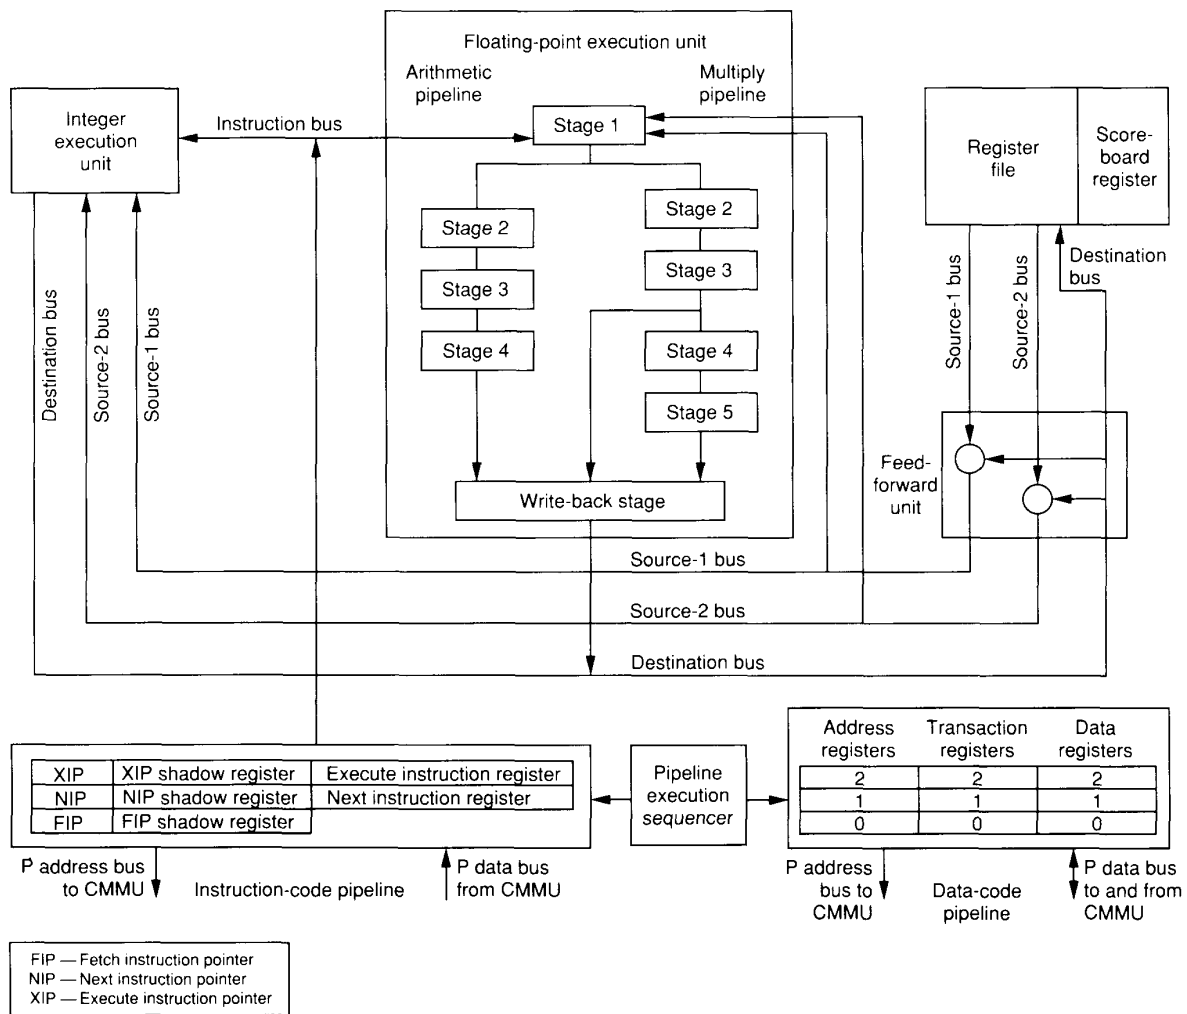 Floating-point execution unit
Arithmetic
pipeline
Multiply
pipeline
Integer
execution
unit
Instruction bus
Stage 1
Stage 2
Stage 3
Stage 4
Stage 2
Stage 3
Stage 4
Stage 5
Write-back stage
Register
file
Score-
board
register
Destination
bus
Source-1 bus
Source-2 bus
Feed-
forward
unit
Destination bus
Source-2 bus
Source-1 bus
Source-1 bus
Source-2 bus
Destination bus
XIP XIP shadow register Execute instruction register
NIP NIP shadow register Next instruction register
FIP FIP shadow register
P address bus
to CMMU
Instruction-code pipeline
P data bus
from CMMU
Pipeline
execution
sequencer
Address
registers
Transaction
registers
Data
registers
2 2 2
1 1 1
0 0 0
P address
bus to
CMMU
Data-code
pipeline
P data bus
to and from
CMMU
FIP — Fetch instruction pointer
NIP — Next instruction pointer
XIP — Execute instruction pointer